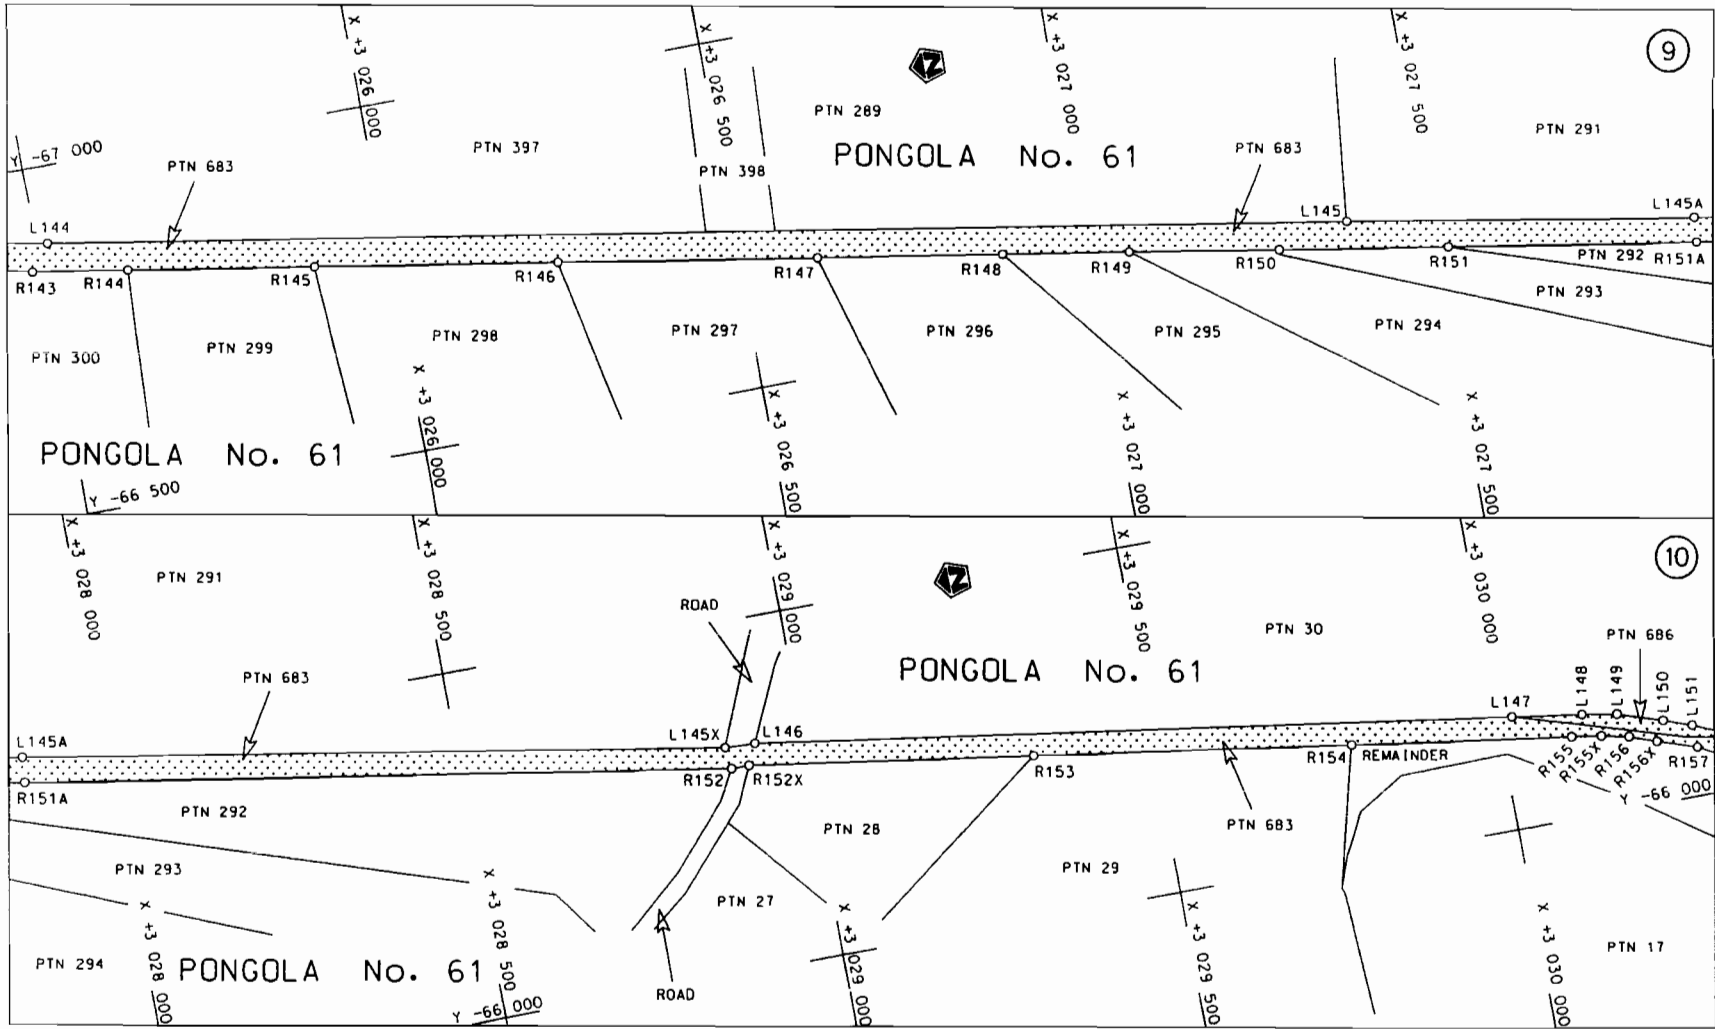 9
X +3 026 000
X +3 026 500
X +3 027 000
X +3 027 500
N
PTN 289
PTN 291
PONGOLA No. 61
Y -67 000
PTN 683
PTN 397
PTN 398
PTN 683
L144
L145
L145A
R143
R144
R145
R146
R147
R148
R149
R150
R151
PTN 292
R151A
PTN 293
PTN 300
PTN 299
PTN 298
PTN 297
PTN 296
PTN 295
PTN 294
X +3 026 000
X +3 026 500
X +3 027 000
X +3 027 500
PONGOLA No. 61
Y -66 500
10
X +3 028 000
X +3 028 500
X +3 029 000
X +3 029 500
X +3 030 000
PTN 291
N
ROAD
PTN 30
PTN 686
PONGOLA No. 61
PTN 683
L145A
L145X
L146
L147
L148
L149
L150
L151
R151A
R152
R152X
R153
R154
REMAINDER
R155
R155X
R156
R156X
R157
Y -66 000
PTN 292
PTN 28
PTN 683
PTN 293
PTN 29
PTN 27
PTN 294
PTN 17
X +3 028 000
X +3 028 500
X +3 029 000
X +3 029 500
X +3 030 000
PONGOLA No. 61
ROAD
Y -66 000